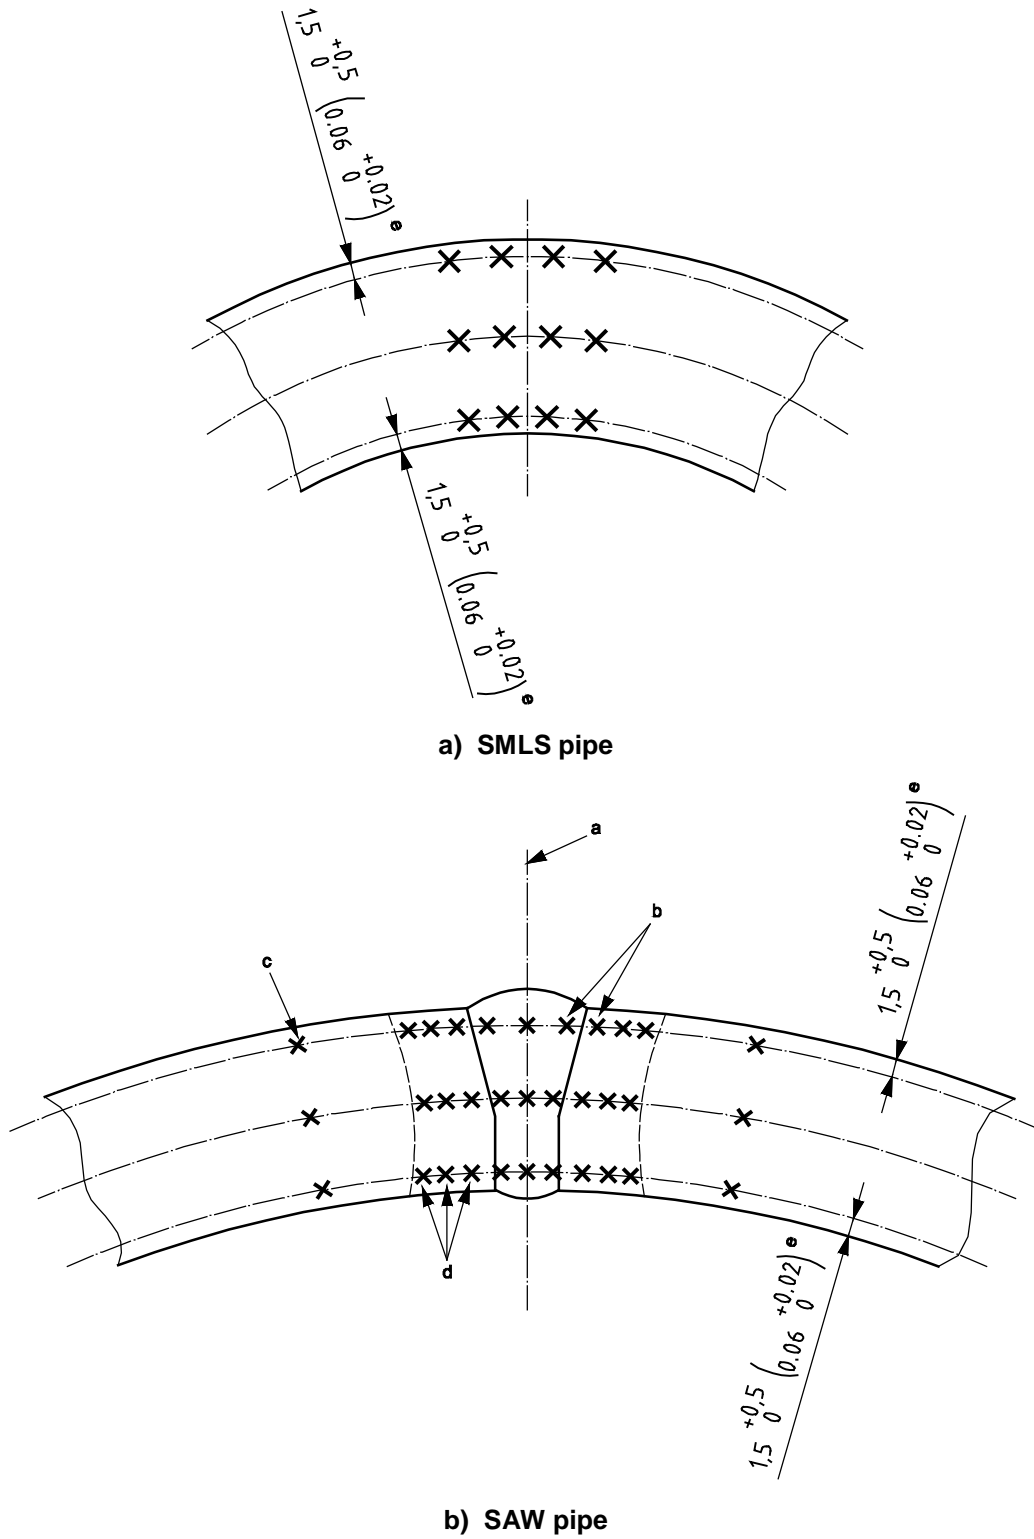 1,5 +0,5 0 (0.06 +0.02 0) e
1,5 +0,5 0 (0.06 +0.02 0) e
a) SMLS pipe
a
b
c
d
1,5 +0,5 0 (0.06 +0.02 0) e
1,5 +0,5 0 (0.06 +0.02 0) e
b) SAW pipe